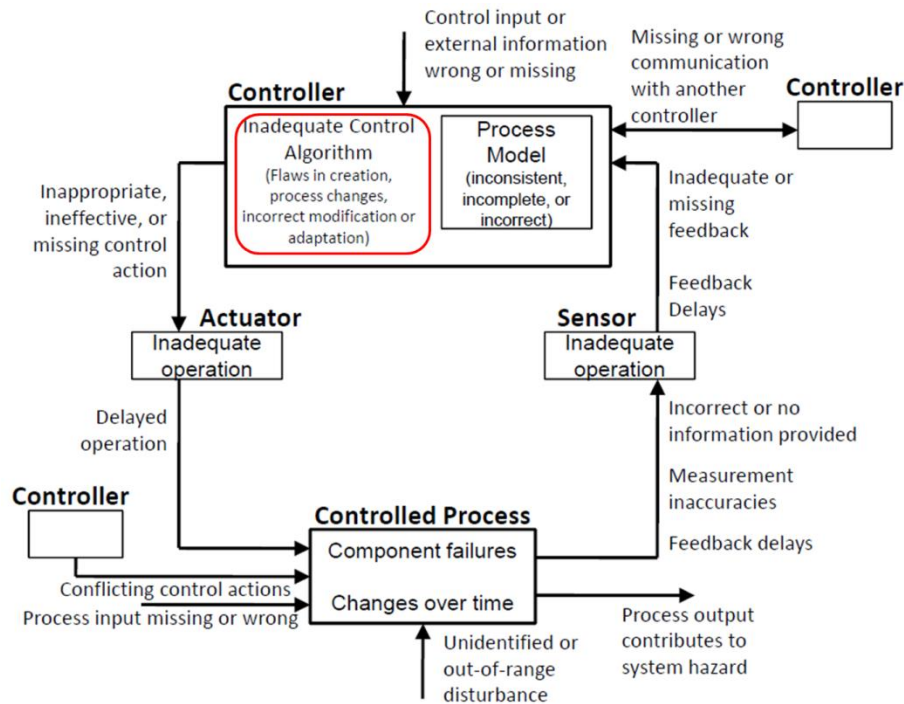 Control input or
external information
wrong or missing
Missing or wrong
communication
with another
controller
Controller
Controller
Inadequate Control
Algorithm
(Flaws in creation,
process changes,
incorrect modification or
adaptation)
Process
Model
(inconsistent,
incomplete, or
incorrect)
Inappropriate,
ineffective, or
missing control
action
Inadequate or
missing
feedback
Feedback
Delays
Actuator
Inadequate
operation
Sensor
Inadequate
operation
Delayed
operation
Incorrect or no
information provided
Measurement
inaccuracies
Feedback delays
Controller
Controlled Process
Component failures
Changes over time
Conflicting control actions
Process input missing or wrong
Unidentified or
out-of-range
disturbance
Process output
contributes to
system hazard